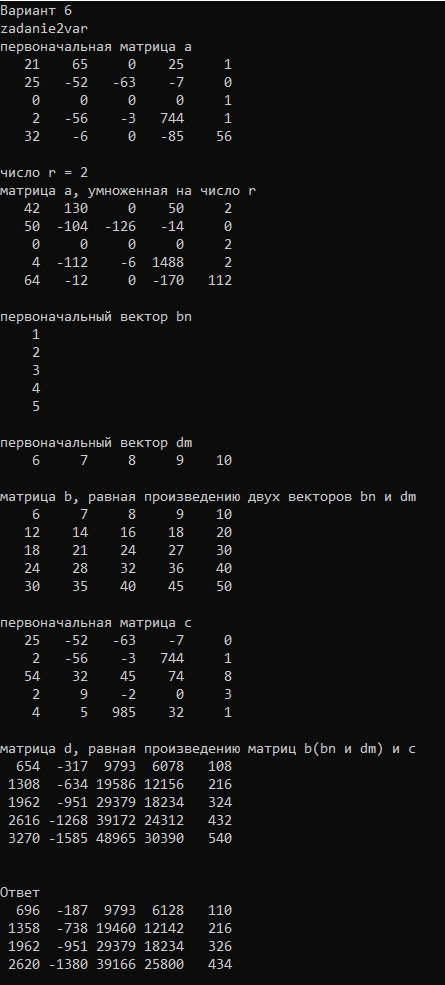 Вариант 6
zadanie2var
первоначальная матрица a
21 65 0 25 1
25 -52 -63 -7 0
0 0 0 0 1
2 -56 -3 744 1
32 -6 0 -85 56
число r = 2
матрица a, умноженная на число r
42 130 0 50 2
50 -104 -126 -14 0
0 0 0 0 2
4 -112 -6 1488 2
64 -12 0 -170 112
первоначальный вектор bn
1
2
3
4
5
первоначальный вектор dm
6 7 8 9 10
матрица b, равная произведению двух векторов bn и dm
6 7 8 9 10
12 14 16 18 20
18 21 24 27 30
24 28 32 36 40
30 35 40 45 50
первоначальная матрица c
25 -52 -63 -7 0
2 -56 -3 744 1
54 32 45 74 8
2 9 -2 0 3
4 5 985 32 1
матрица d, равная произведению матриц b(bn и dm) и c
654 -317 9793 6078 108
1308 -634 19586 12156 216
1962 -951 29379 18234 324
2616 -1268 39172 24312 432
3270 -1585 48965 30390 540
Ответ
696 -187 9793 6128 110
1358 -738 19460 12142 216
1962 -951 29379 18234 326
2620 -1380 39166 25800 434